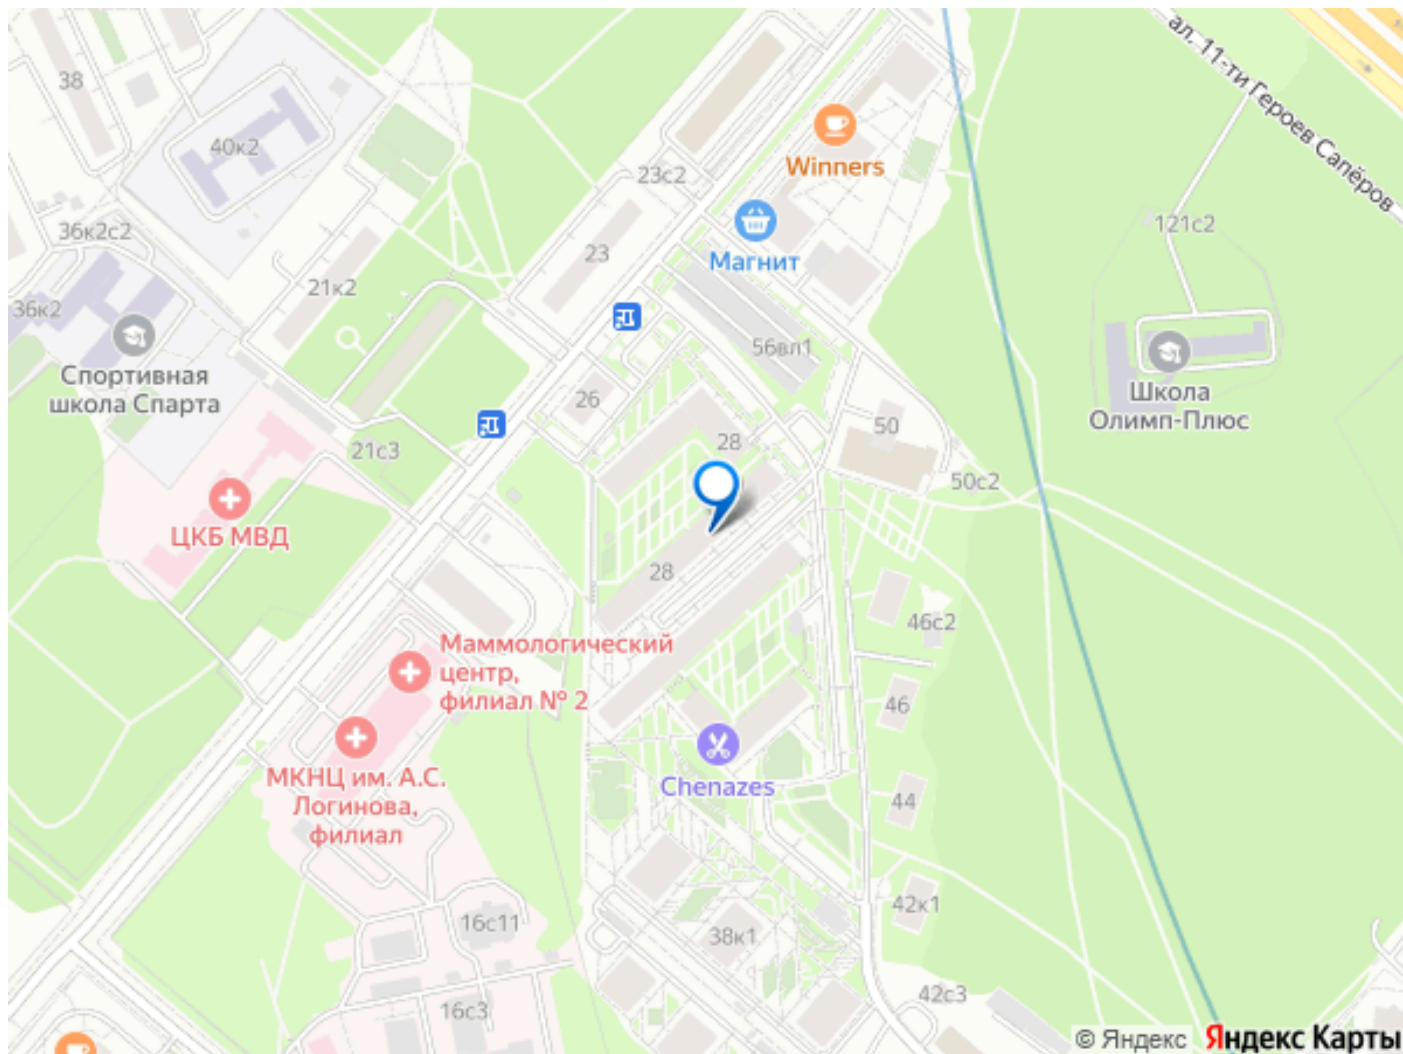 38
ал. 11-ти Героев Сапёров
40к2
23с2
Winners
Магнит
121с2
36к2с2
36к2
21к2
23
56вл1
Спортивная
школа Спарта
26
28
50
Школа
Олимп-Плюс
21с3
50с2
ЦКБ МВД
28
46с2
Маммологический
центр,
филиал № 2
46
МКНЦ им. А.С.
Логинова,
филиал
Chenazes
44
16с11
38к1
42к1
16с3
42с3
© Яндекс Яндекс Карты